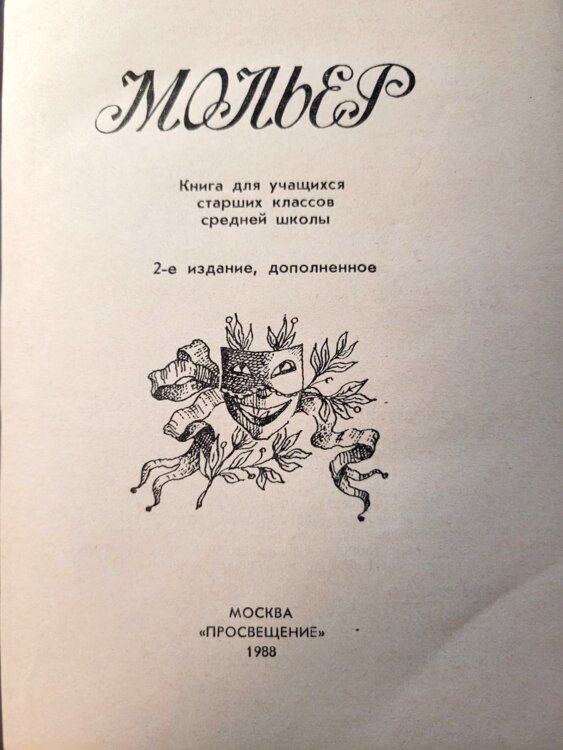 МОЛЬЕР
Книга для учащихся
старших классов
средней школы
2-е издание, дополненное
МОСКВА
«ПРОСВЕЩЕНИЕ»
1988